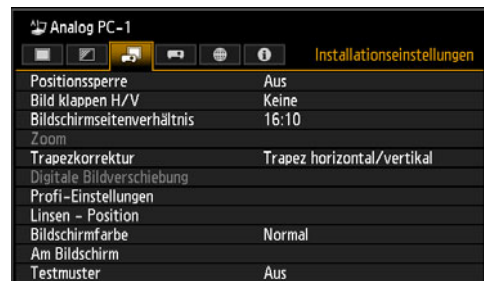 Analog PC-1
Installationseinstellungen
Positionssperre Aus
Bild klappen H/V Keine
Bildschirmseitenverhältnis 16:10
Zoom
Trapezkorrektur Trapez horizontal/vertikal
Digitale Bildverschiebung
Profi-Einstellungen
Linsen - Position
Bildschirmfarbe Normal
Am Bildschirm
Testmuster Aus